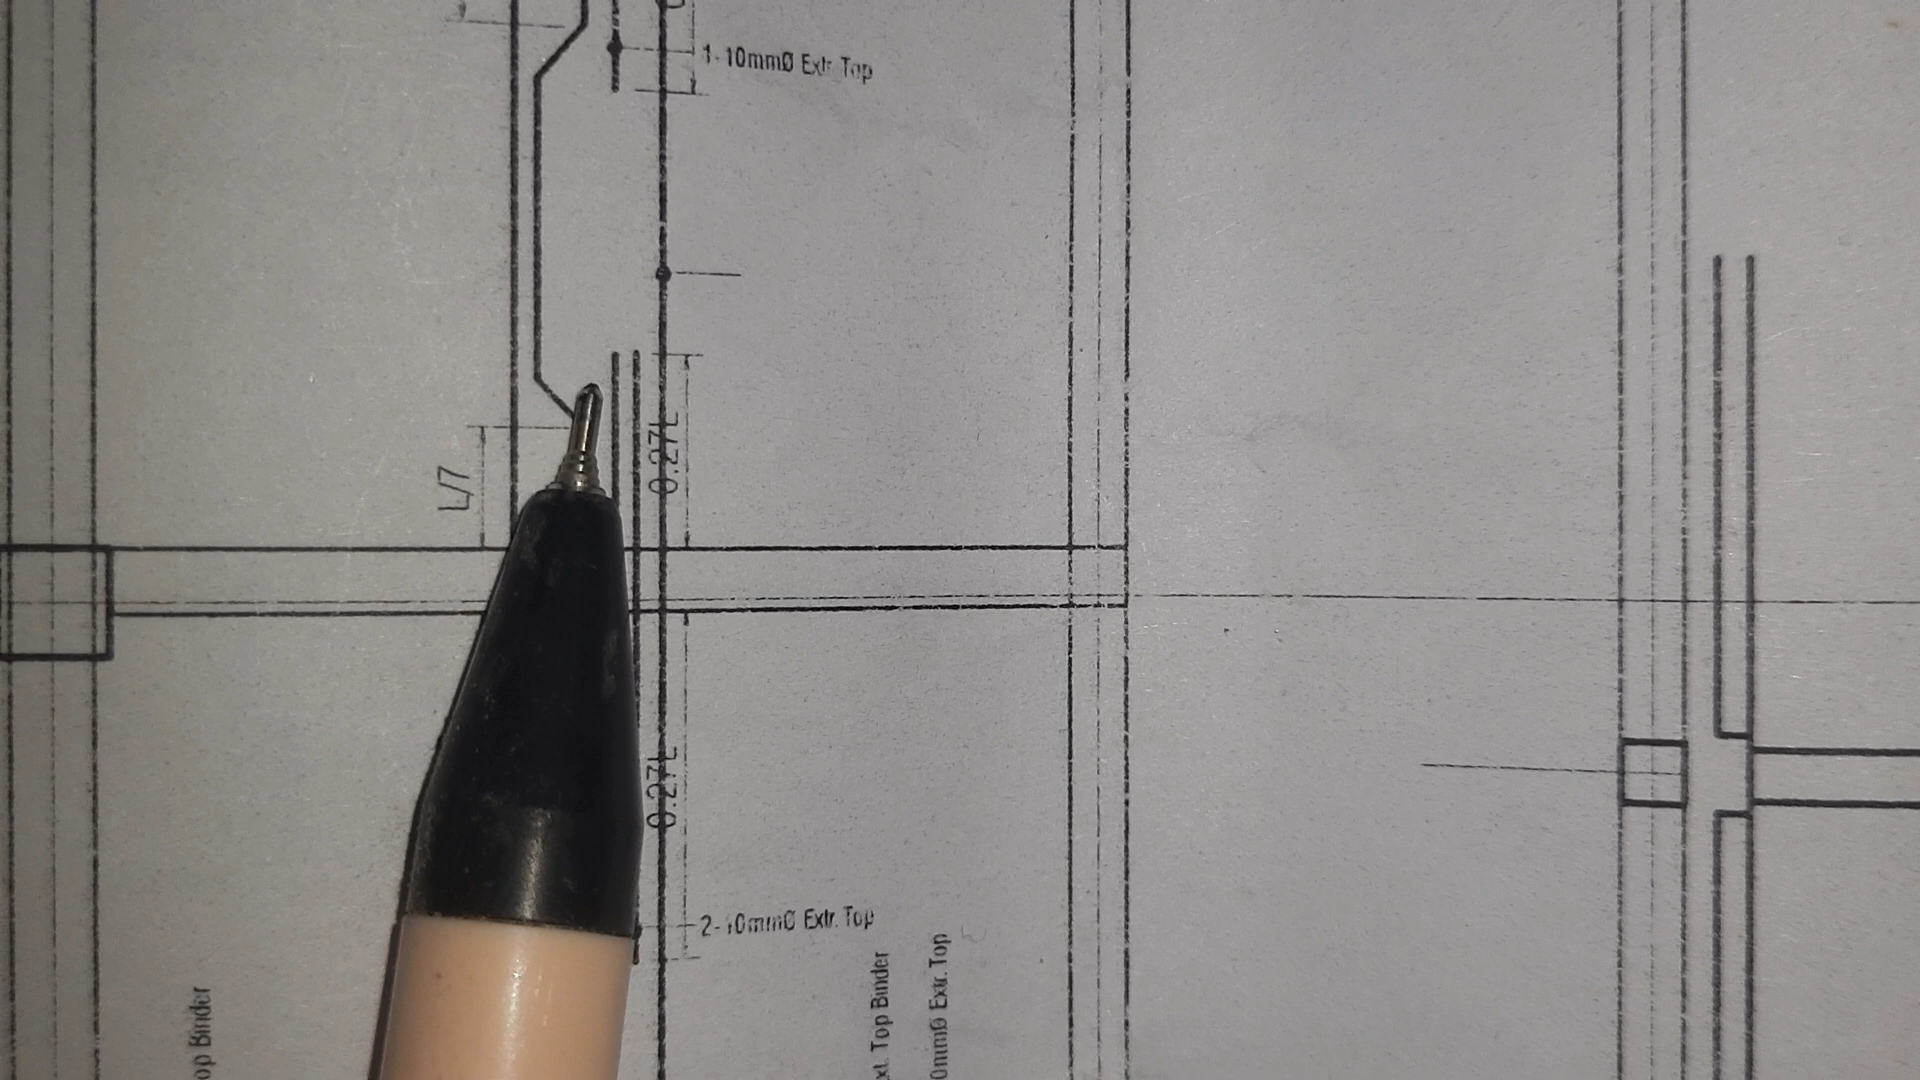 1-10mmØ Extr. Top
0.27L
L/7
0.27L
2-10mmØ Extr. Top
Top Binder
0mmØ Extr. Top
op Binder